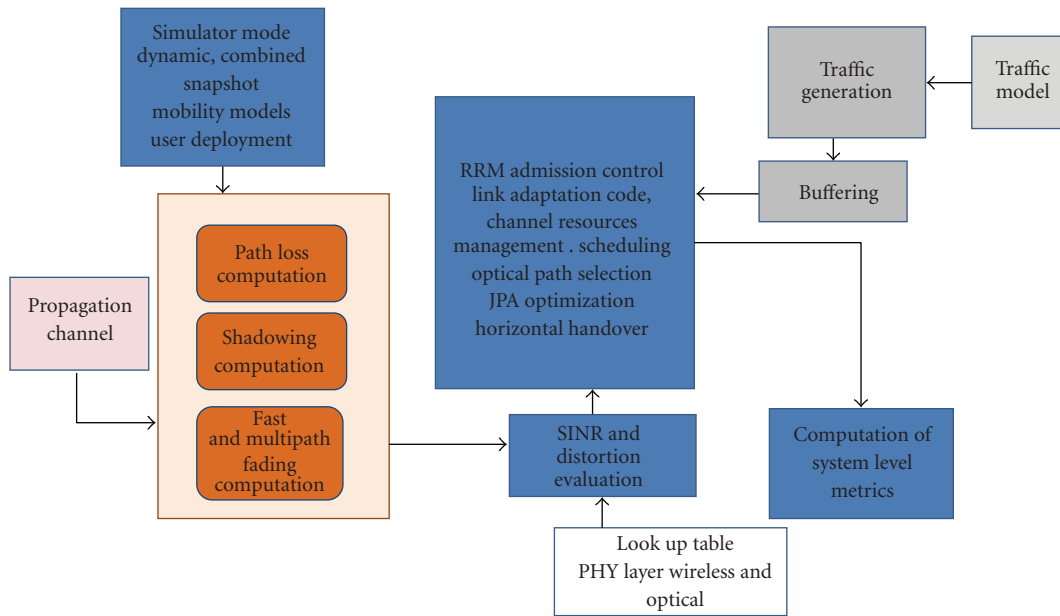 Simulator mode
dynamic, combined
snapshot
mobility models
user deployment
Traffic
generation
Traffic
model
Buffering
RRM admission control
link adaptation code,
channel resources
management . scheduling
optical path selection
JPA optimization
horizontal handover
Path loss
computation
Propagation
channel
Shadowing
computation
Fast
and multipath
fading
computation
SINR and
distortion
evaluation
Computation of
system level
metrics
Look up table
PHY layer wireless and
optical